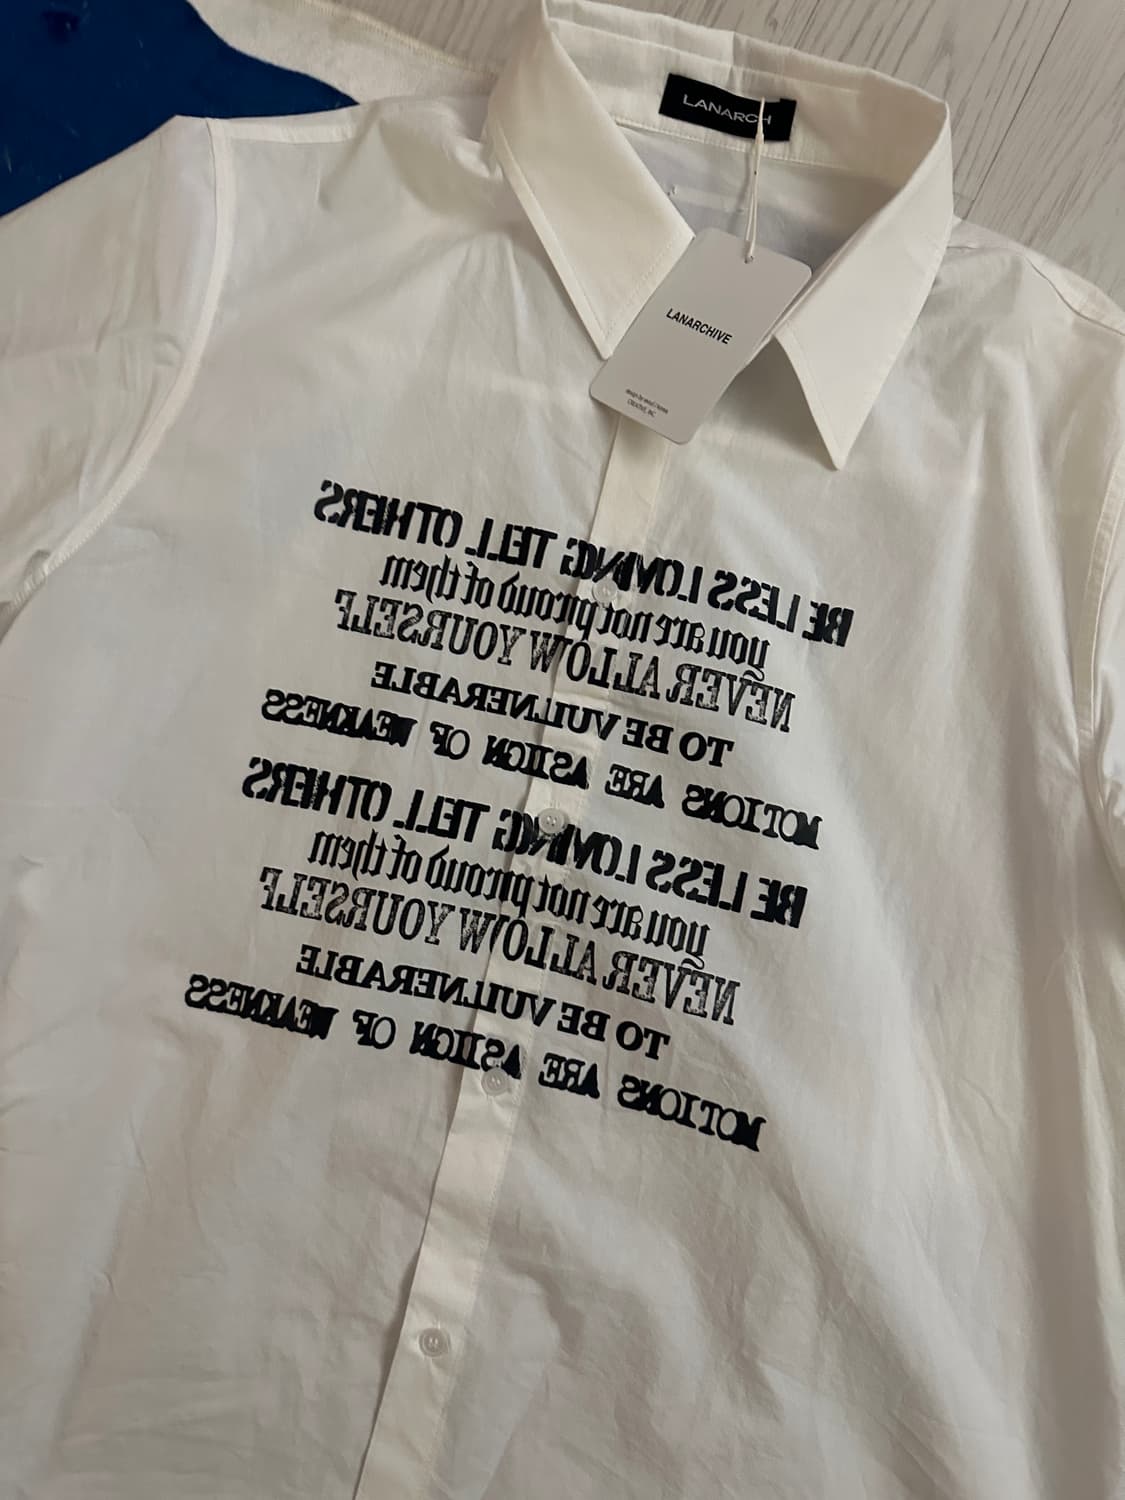 LANARCH
LANARCHIVE
CREATIVE, INC.
BE LESS LOVING TELL OTHERS
you are not proud of them
NEVER ALLOW YOURSELF
TO BE VULNERABLE
MOTIONS ARE A SIGN OF WEAKNESS
BE LESS LOVING TELL OTHERS
you are not proud of them
NEVER ALLOW YOURSELF
TO BE VULNERABLE
MOTIONS ARE A SIGN OF WEAKNESS